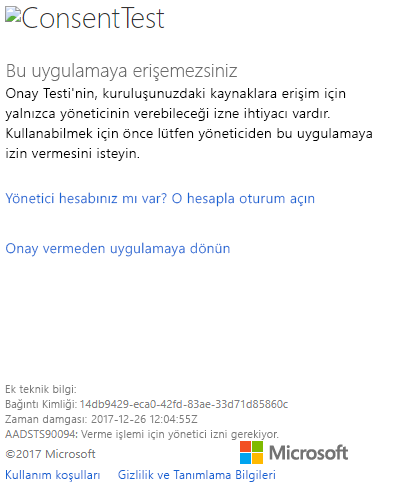 ConsentTest
Bu uygulamaya erişemezsiniz
Onay Testi'nin, kuruluşunuzdaki kaynaklara erişim için
yalnızca yöneticinin verebileceği izne ihtiyacı vardır.
Kullanabilmek için önce lütfen yöneticiden bu uygulamaya
izin vermesini isteyin.
Yönetici hesabınız mı var? O hesapla oturum açın
Onay vermeden uygulamaya dönün
Ek teknik bilgi:
Bağıntı Kimliği: 14db9429-eca0-42fd-83ae-33d71d85860c
Zaman damgası: 2017-12-26 12:04:55Z
AADSTS90094: Verme işlemi için yönetici izni gerekiyor.
©2017 Microsoft
Microsoft
Kullanım koşulları Gizlilik ve Tanımlama Bilgileri